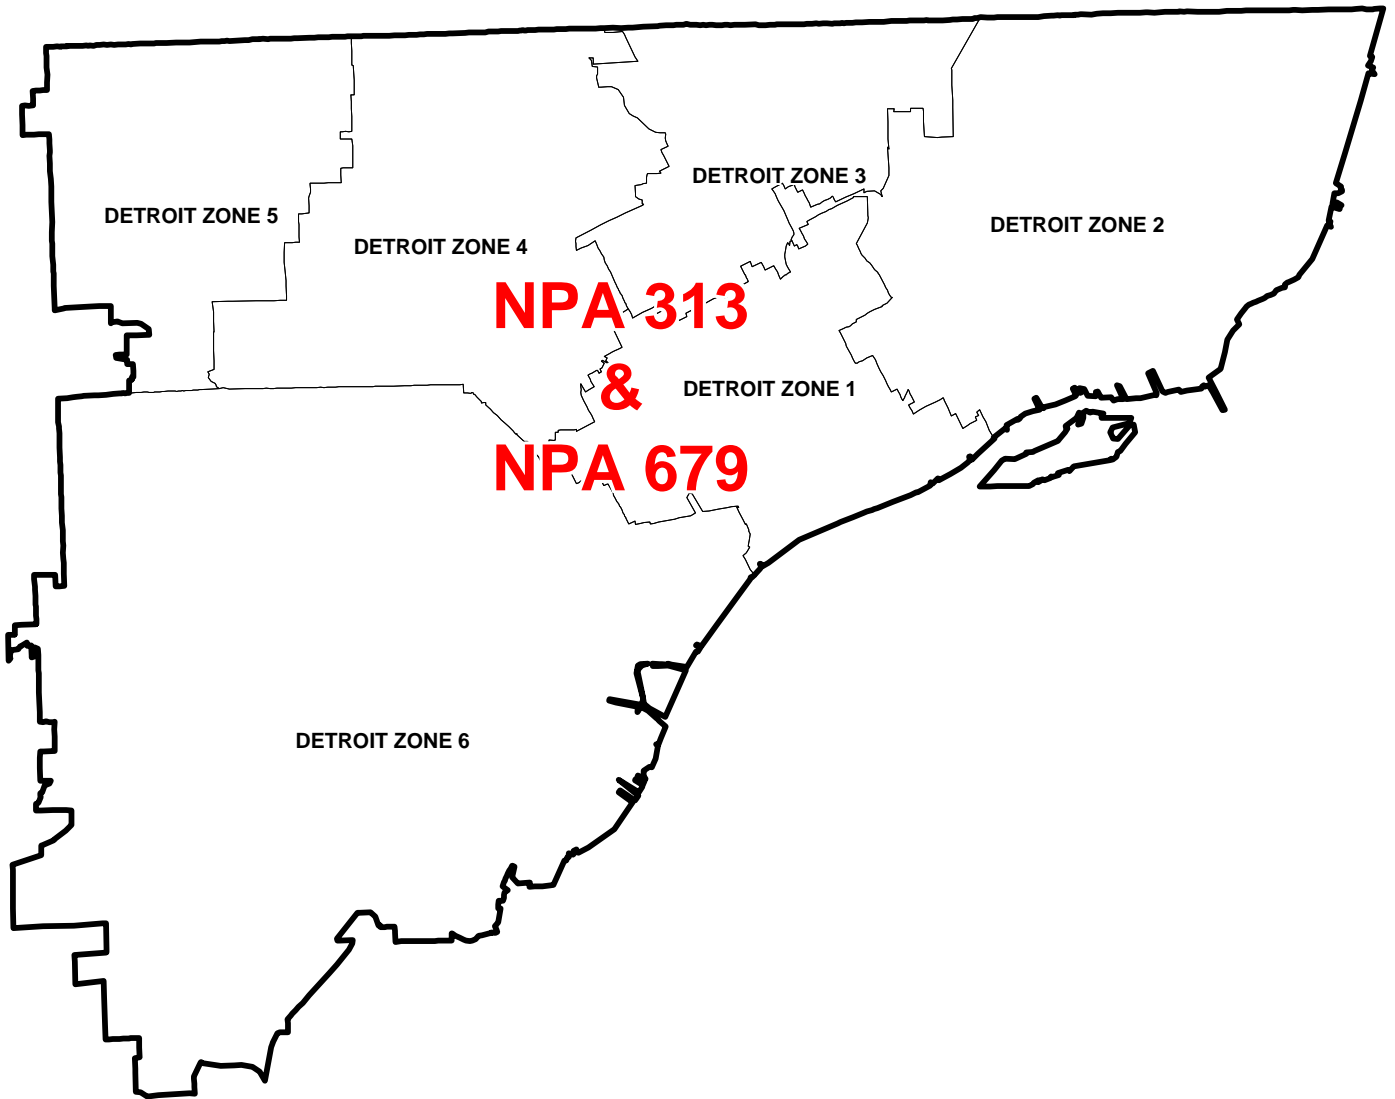 DETROIT ZONE 3
DETROIT ZONE 5
DETROIT ZONE 2
DETROIT ZONE 4
NPA 313
&
DETROIT ZONE 1
NPA 679
DETROIT ZONE 6